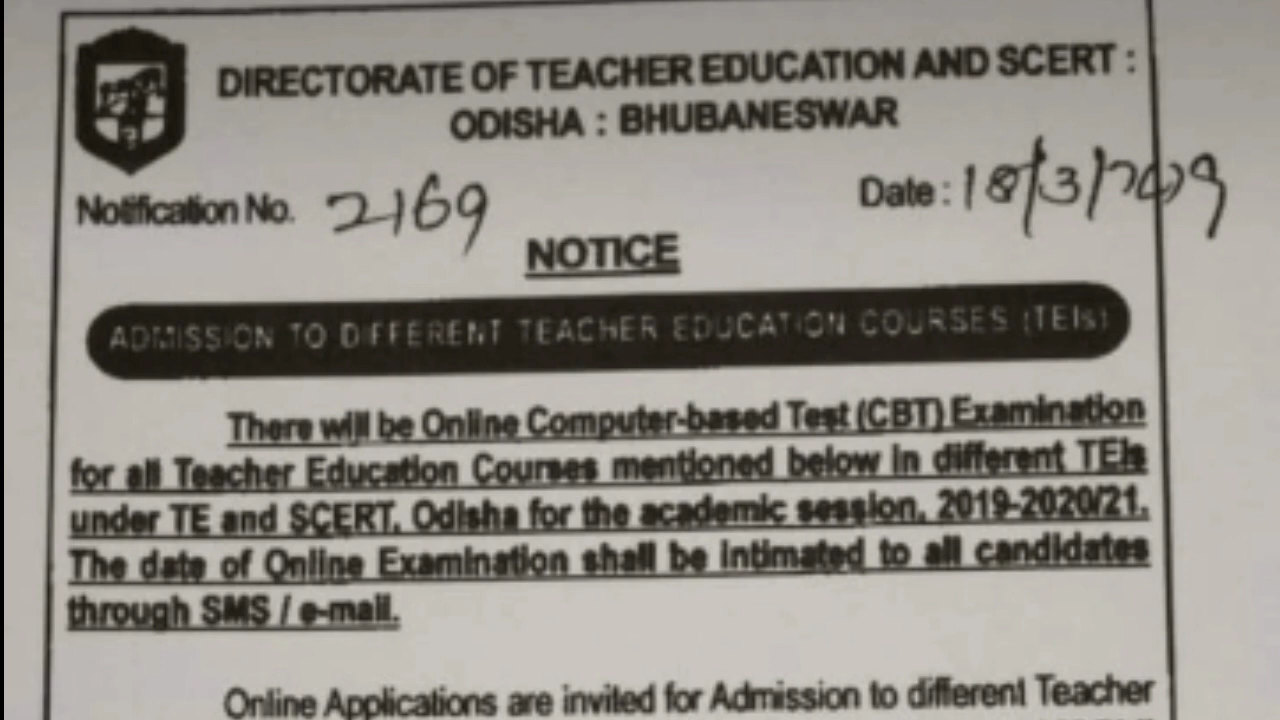 DIRECTORATE OF TEACHER EDUCATION AND SCERT :
ODISHA : BHUBANESWAR
Notification No. 2169 Date : 18/3/2019
NOTICE
ADMISSION TO DIFFERENT TEACHER EDUCATION COURSES (TEIs)
There will be Online Computer-based Test (CBT) Examination
for all Teacher Education Courses mentioned below in different TEIs
under TE and SCERT, Odisha for the academic session, 2019-2020/21.
The date of Online Examination shall be intimated to all candidates
through SMS / e-mail.
Online Applications are invited for Admission to different Teacher